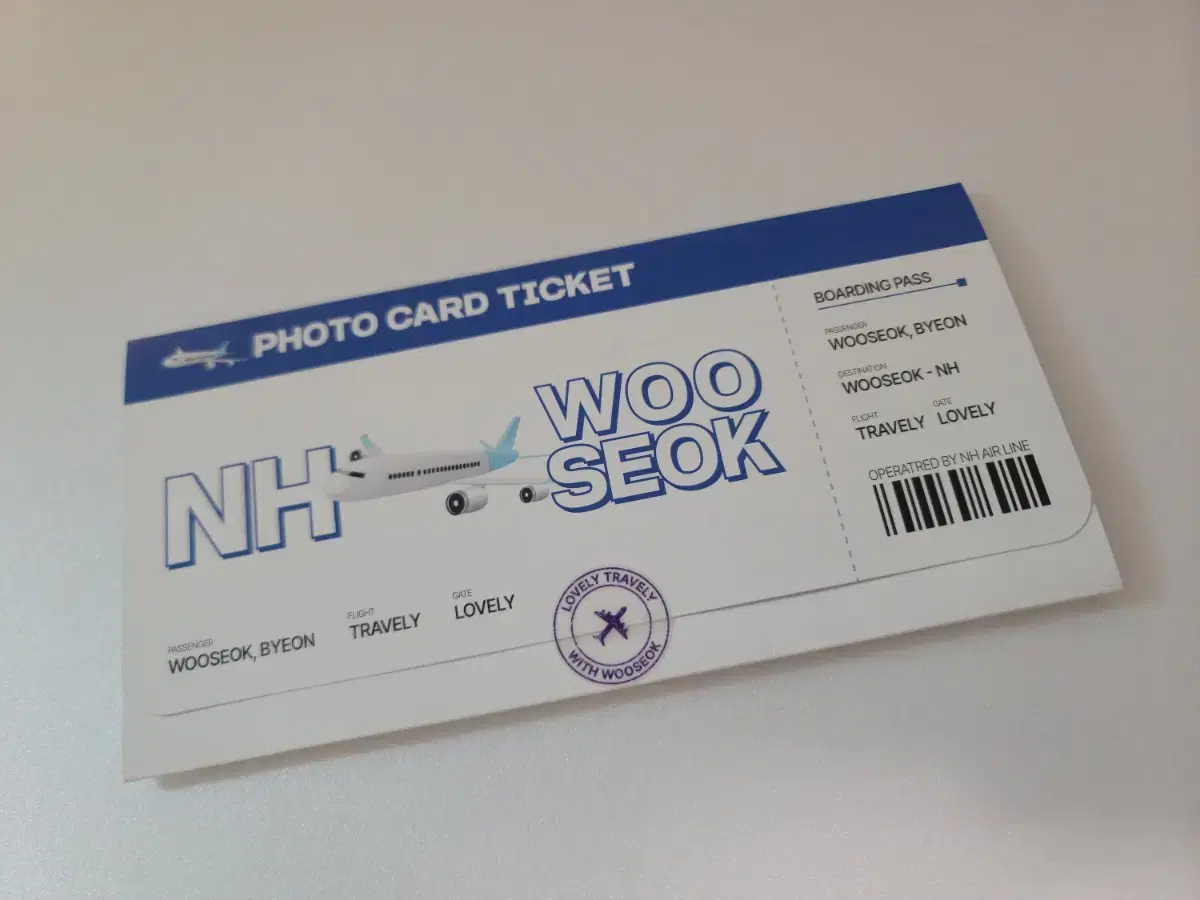 PHOTO CARD TICKET
NH
WOO
SEOK
PASSENGER
WOOSEOK, BYEON
FLIGHT
TRAVELY
GATE
LOVELY
LOVELY TRAVELY
WITH WOOSEOK
BOARDING PASS
PASSENGER
WOOSEOK, BYEON
DESTINATION
WOOSEOK - NH
FLIGHT GATE
TRAVELY LOVELY
OPERATRED BY NH AIR LINE